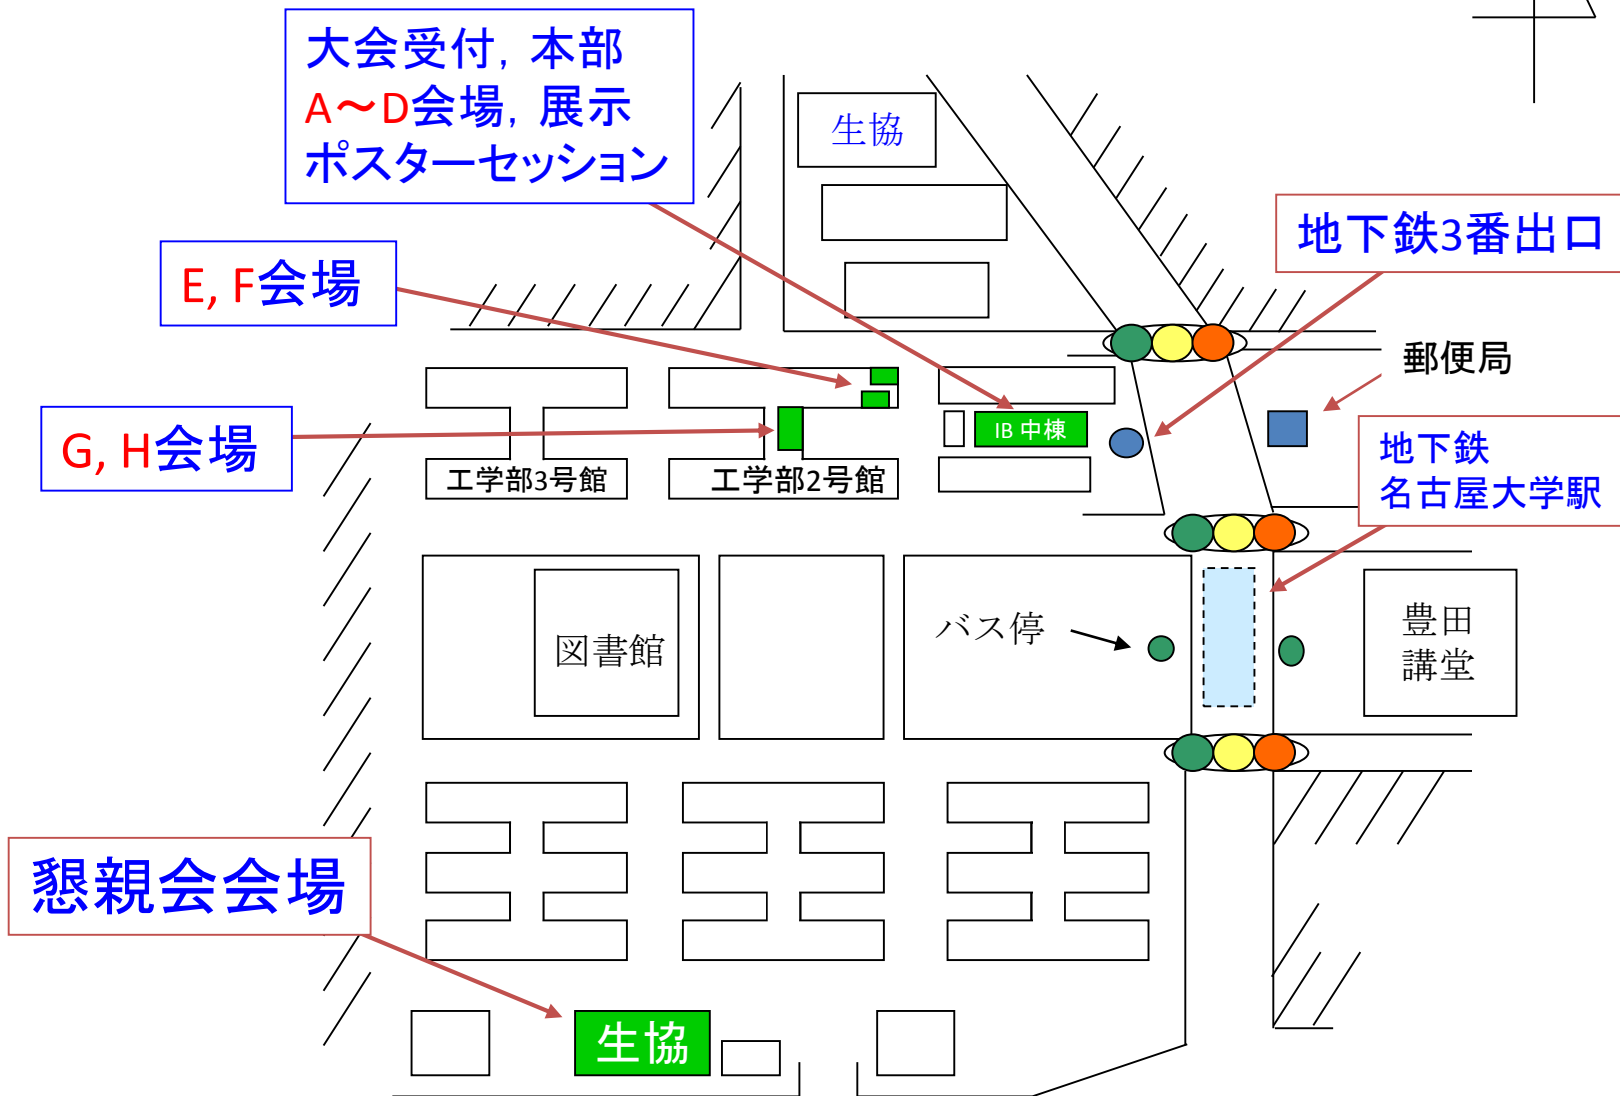 大会受付，本部
A～D会場，展示
ポスターセッション
生協
地下鉄3番出口
E, F会場
郵便局
G, H会場
IB 中棟
地下鉄
名古屋大学駅
工学部3号館
工学部2号館
図書館
バス停
豊田
講堂
懇親会会場
生協